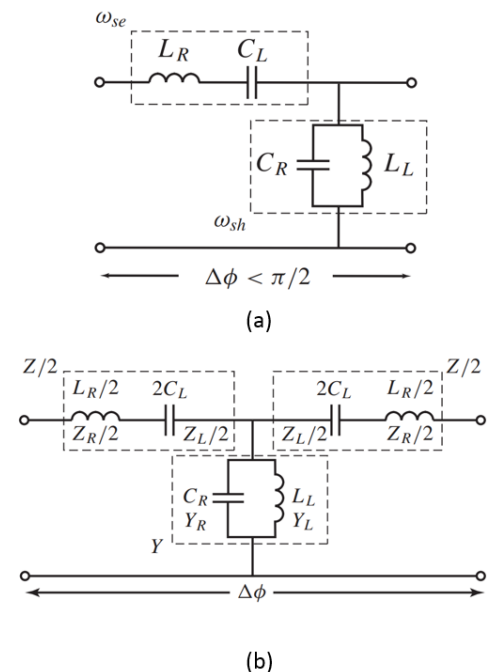 ω_se
L_R C_L
C_R L_L
ω_sh
Δϕ < π/2
(a)
Z/2 Z/2
L_R/2 2C_L 2C_L L_R/2
Z_R/2 Z_L/2 Z_L/2 Z_R/2
C_R L_L
Y_R Y_L
Y
Δϕ
(b)